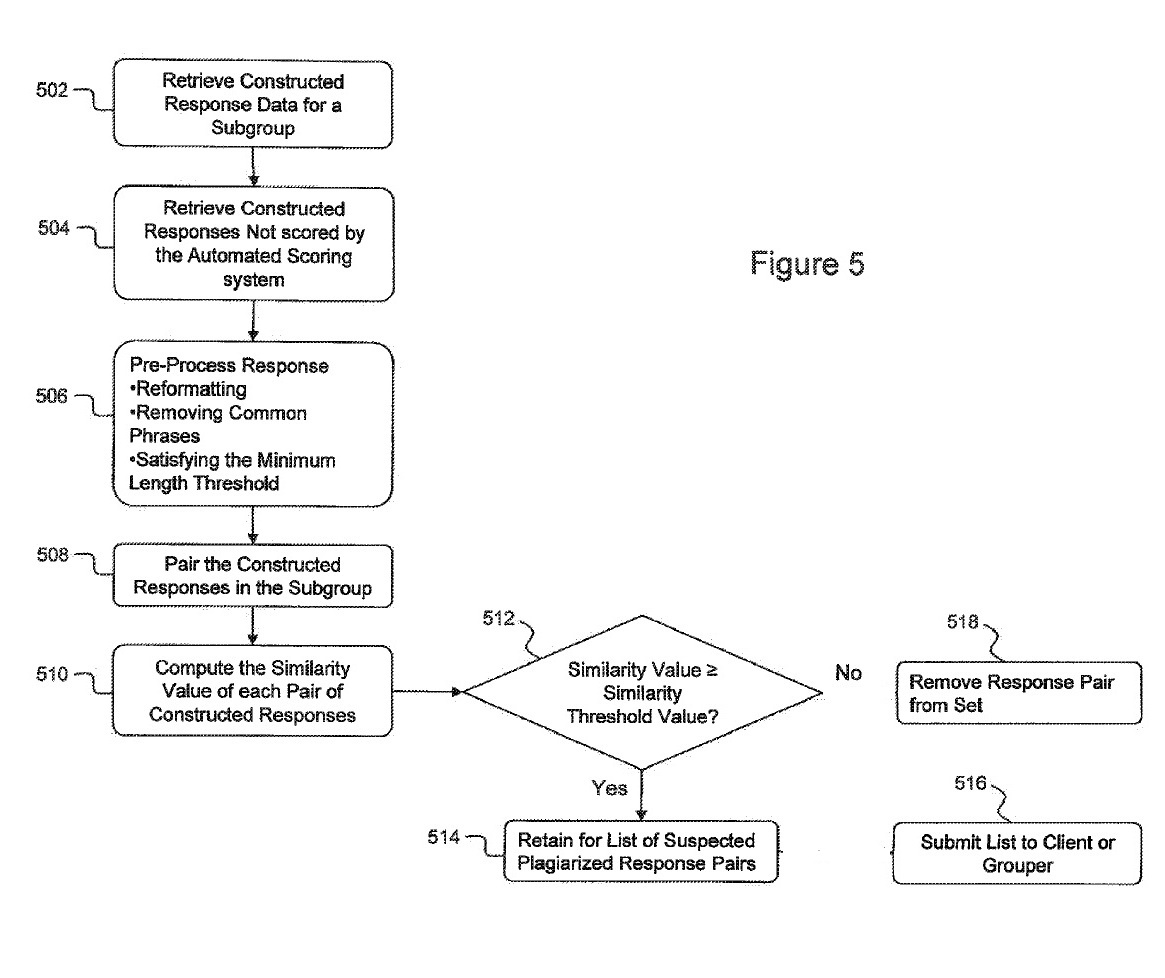 502
Retrieve Constructed
Response Data for a
Subgroup
504
Retrieve Constructed
Responses Not scored by
the Automated Scoring
system
Figure 5
506
Pre-Process Response
•Reformatting
•Removing Common
Phrases
•Satisfying the Minimum
Length Threshold
508
Pair the Constructed
Responses in the Subgroup
510
Compute the Similarity
Value of each Pair of
Constructed Responses
512
Similarity Value ≥
Similarity
Threshold Value?
No
518
Remove Response Pair
from Set
Yes
514
Retain for List of Suspected
Plagiarized Response Pairs
516
Submit List to Client or
Grouper